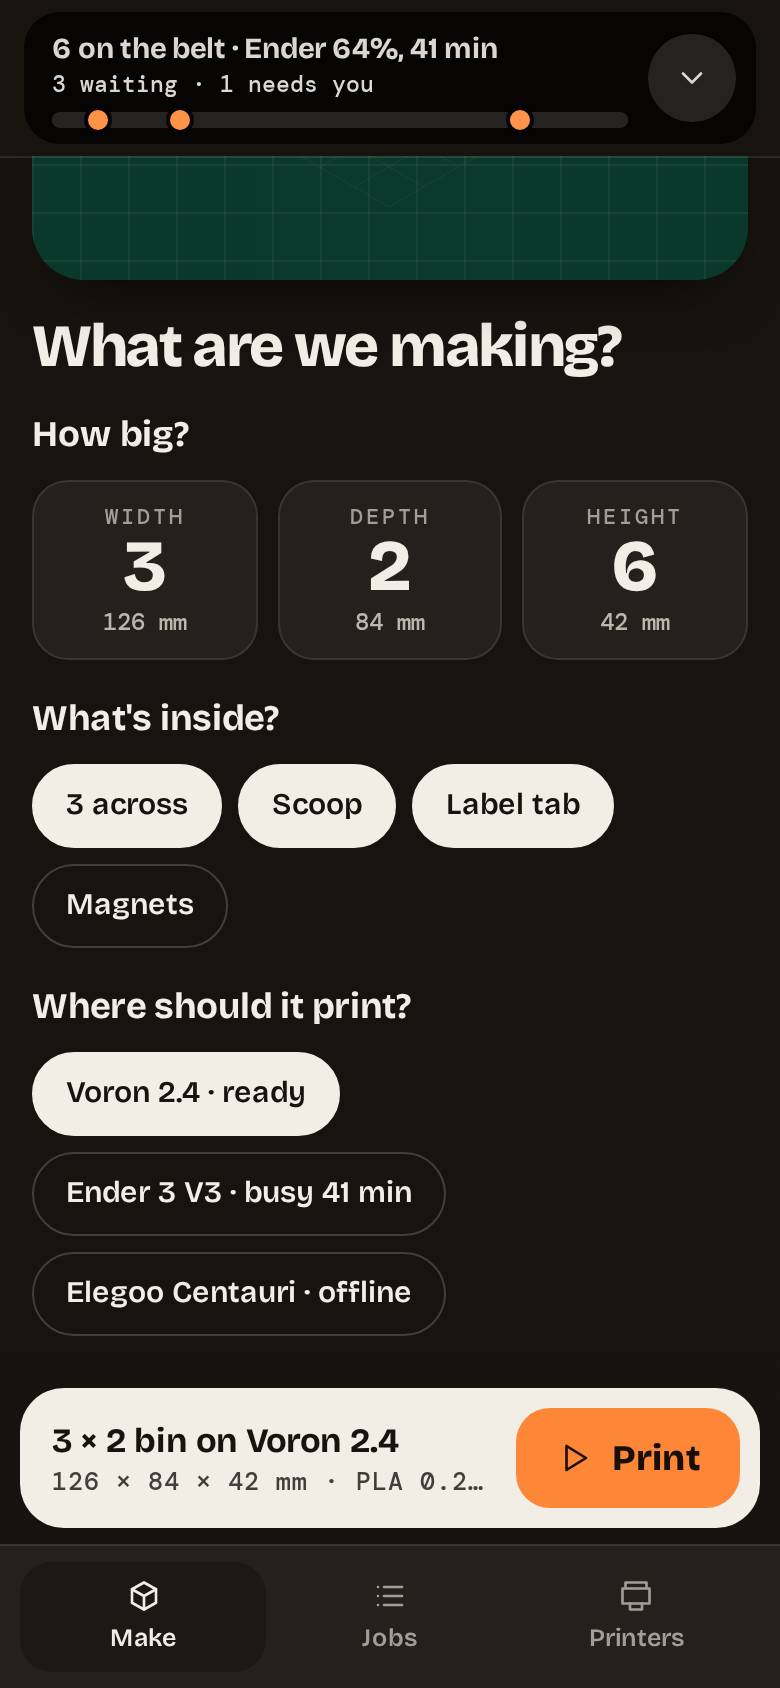 6 on the belt · Ender 64%, 41 min
3 waiting · 1 needs you
What are we making?
How big?
WIDTH
3
126 mm
DEPTH
2
84 mm
HEIGHT
6
42 mm
What's inside?
3 across
Scoop
Label tab
Magnets
Where should it print?
Voron 2.4 · ready
Ender 3 V3 · busy 41 min
Elegoo Centauri · offline
3 × 2 bin on Voron 2.4
126 × 84 × 42 mm · PLA 0.2…
Print
Make
Jobs
Printers